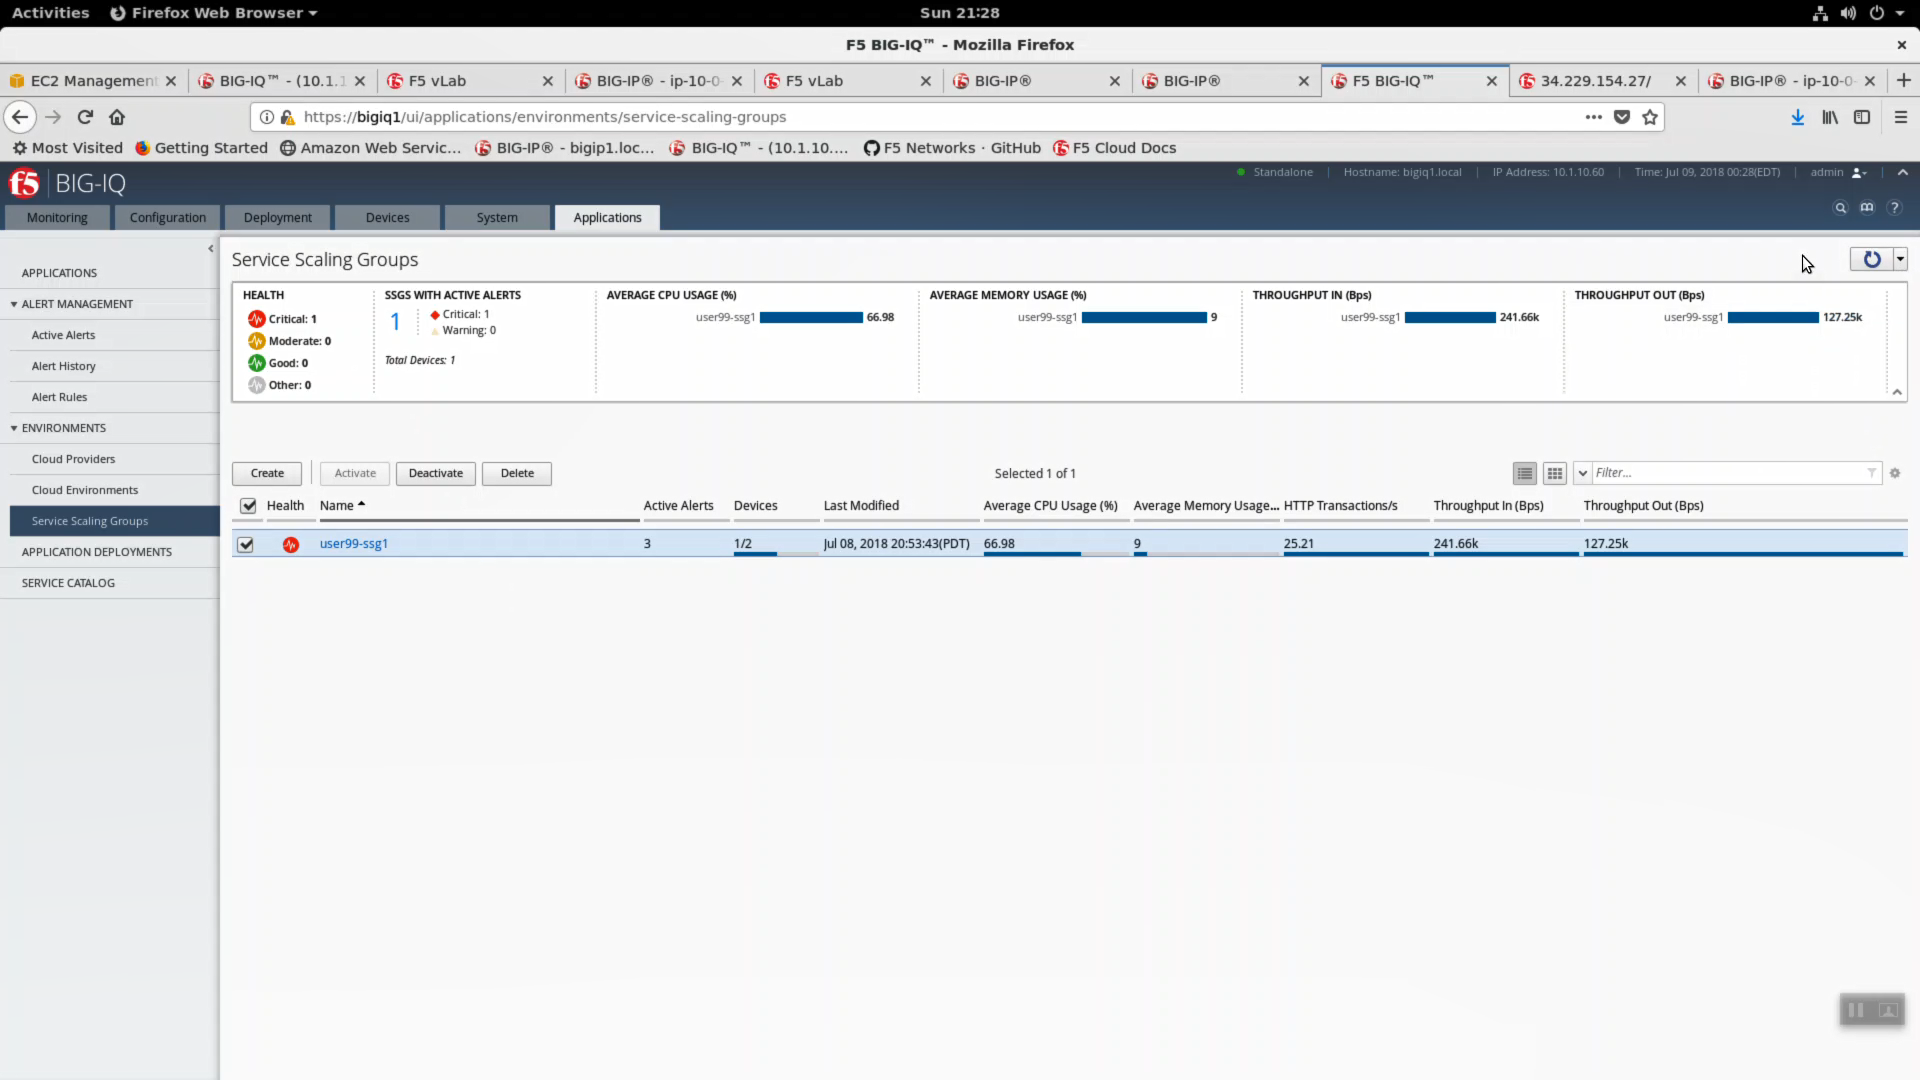 Activities Firefox Web Browser Sun 21:28
F5 BIG-IQ™ - Mozilla Firefox
EC2 Management BIG-IQ™ - (10.1.1 F5 vLab BIG-IP® - ip-10-0- F5 vLab BIG-IP® BIG-IP® F5 BIG-IQ™ 34.229.154.27/ BIG-IP® - ip-10-0-
https://bigiq1/ui/applications/environments/service-scaling-groups
Most Visited Getting Started Amazon Web Servic... BIG-IP® - bigip1.loc... BIG-IQ™ - (10.1.10.... F5 Networks · GitHub F5 Cloud Docs
f5 BIG-IQ Standalone Hostname: bigiq1.local IP Address: 10.1.10.60 Time: Jul 09, 2018 00:28(EDT) admin
Monitoring Configuration Deployment Devices System Applications
APPLICATIONS
ALERT MANAGEMENT
Active Alerts
Alert History
Alert Rules
ENVIRONMENTS
Cloud Providers
Cloud Environments
Service Scaling Groups
APPLICATION DEPLOYMENTS
SERVICE CATALOG
Service Scaling Groups
HEALTH
Critical: 1
Moderate: 0
Good: 0
Other: 0
SSGS WITH ACTIVE ALERTS
1
Critical: 1
Warning: 0
Total Devices: 1
AVERAGE CPU USAGE (%)
user99-ssg1 66.98
AVERAGE MEMORY USAGE (%)
user99-ssg1 9
THROUGHPUT IN (Bps)
user99-ssg1 241.66k
THROUGHPUT OUT (Bps)
user99-ssg1 127.25k
Create Activate Deactivate Delete Selected 1 of 1 Filter...
Health Name Active Alerts Devices Last Modified Average CPU Usage (%) Average Memory Usage... HTTP Transactions/s Throughput In (Bps) Throughput Out (Bps)
user99-ssg1 3 1/2 Jul 08, 2018 20:53:43(PDT) 66.98 9 25.21 241.66k 127.25k